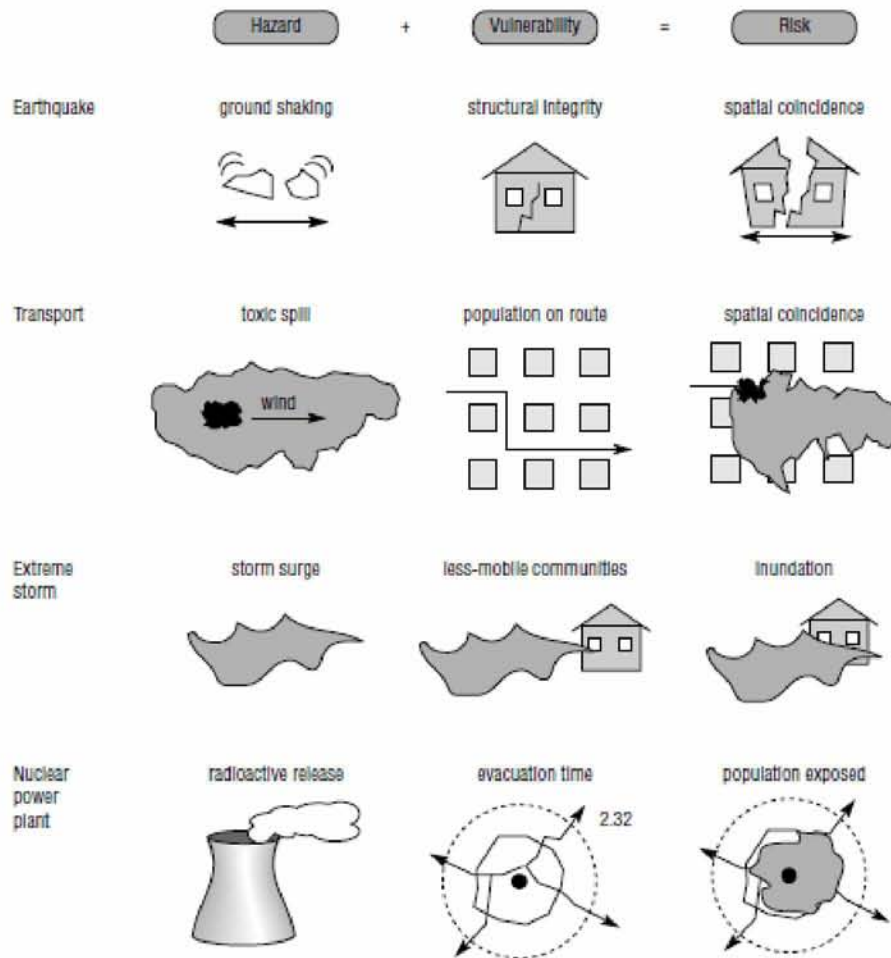 Hazard + Vulnerability = Risk
Earthquake ground shaking structural integrity spatial coincidence
Transport toxic spill population on route spatial coincidence
wind
Extreme storm surge less-mobile communities inundation
storm
Nuclear radioactive release evacuation time population exposed
power 2.32
plant